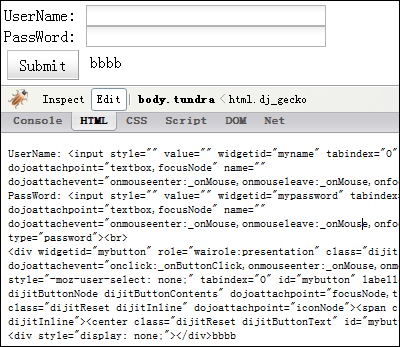 UserName:
PassWord:
Submit bbbb
Inspect Edit body.tundra < html.dj_gecko
Console HTML CSS Script DOM Net
UserName: <input style="" value="" widgetid="myname" tabindex="0"
dojoattachpoint="textbox,focusNode" name=""
dojoattachevent="onmouseenter:_onMouse,onmouseleave:_onMouse,onfoc
PassWord: <input style="" value="" widgetid="mypassword" tabindex=
dojoattachpoint="textbox,focusNode" name=""
dojoattachevent="onmouseenter:_onMouse,onmouseleave:_onMouse,onfoc
type="password"><br>
<div widgetid="mybutton" role="wairole:presentation" class="dijit
dojoattachevent="onclick:_onButtonClick,onmouseenter:_onMouse,onmo
style="-moz-user-select: none;" tabindex="0" id="mybutton" labell
dijitButtonNode dijitButtonContents" dojoattachpoint="focusNode,t
class="dijitReset dijitInline" dojoattachpoint="iconNode"><span c
dijitInline"><center class="dijitReset dijitButtonText" id="mybut
<div style="display: none;"></div>bbbb